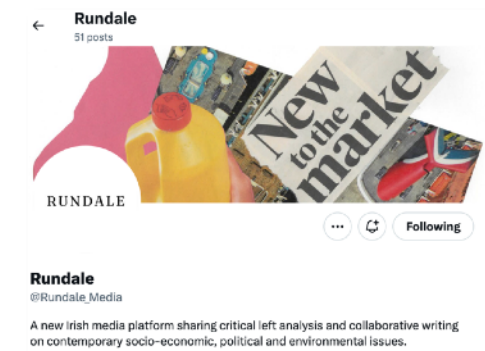 Rundale
51 posts
New
to the
market
RUNDALE
Following
Rundale
@Rundale_Media
A new Irish media platform sharing critical left analysis and collaborative writing
on contemporary socio-economic, political and environmental issues.